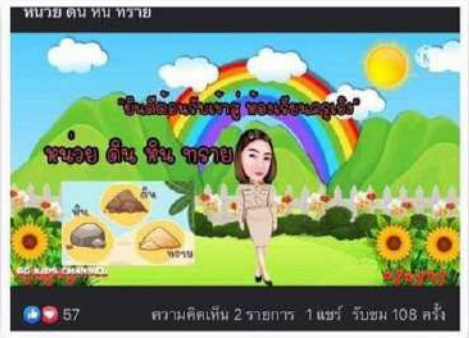 หน่วย ดิน หิน ทราย
"ยินดีต้อนรับเข้าสู่ ห้องเรียนครูเอิง"
หน่วย ดิน หิน ทราย
ดิน
หิน
ทราย
BG KIDS CHANNEL
57 ความคิดเห็น 2 รายการ 1 แชร์ รับชม 108 ครั้ง